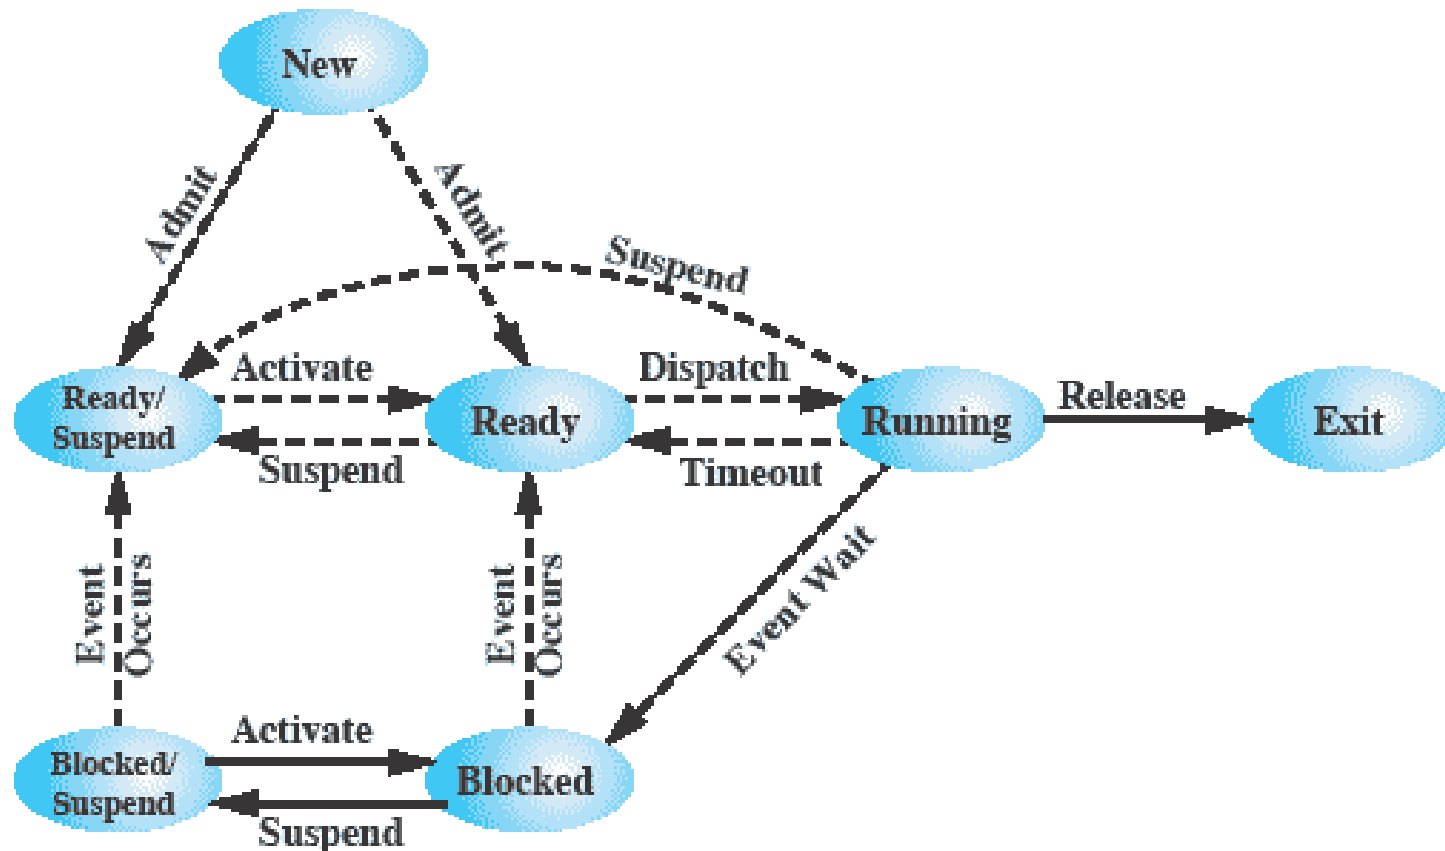 New
Admit
Admit
Suspend
Ready/
Suspend
Activate
Suspend
Ready
Dispatch
Timeout
Running
Release
Exit
Event
Occurs
Event
Occurs
Event Wait
Blocked/
Suspend
Activate
Suspend
Blocked